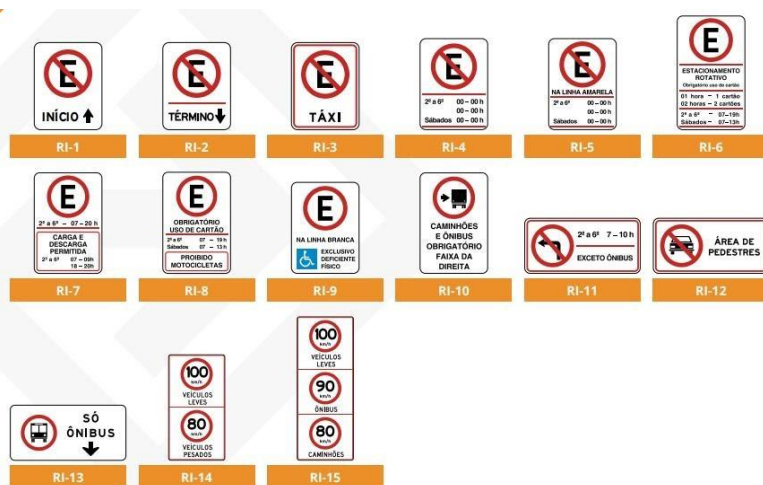 E
INÍCIO
RI-1
E
TÉRMINO
RI-2
E
TÁXI
RI-3
E
2ª a 6ª 00 – 00 h
00 – 00 h
Sábados 00 – 00 h
RI-4
E
NA LINHA AMARELA
2ª a 6ª 00 – 00 h
00 – 00 h
Sábados 00 – 00 h
RI-5
E
ESTACIONAMENTO
ROTATIVO
Obrigatório uso de cartão
01 hora – 1 cartão
02 horas – 2 cartões
2ª a 6ª – 07–19h
Sábados – 07–13h
RI-6
E
2ª a 6ª – 07 – 20 h
CARGA E
DESCARGA
PERMITIDA
2ª a 6ª 07 – 09h
18 – 20h
RI-7
E
OBRIGATÓRIO
USO DE CARTÃO
2ª a 6ª 07 – 19 h
Sábados 07 – 13 h
PROIBIDO
MOTOCICLETAS
RI-8
E
NA LINHA BRANCA
EXCLUSIVO
DEFICIENTE
FÍSICO
RI-9
CAMINHÕES
E ÔNIBUS
OBRIGATÓRIO
FAIXA DA
DIREITA
RI-10
2ª a 6ª 7 – 10 h
EXCETO ÔNIBUS
RI-11
ÁREA DE
PEDESTRES
RI-12
SÓ
ÔNIBUS
RI-13
100
km/h
VEÍCULOS
LEVES
80
km/h
VEÍCULOS
PESADOS
RI-14
100
km/h
VEÍCULOS
LEVES
90
km/h
ÔNIBUS
80
km/h
CAMINHÕES
RI-15